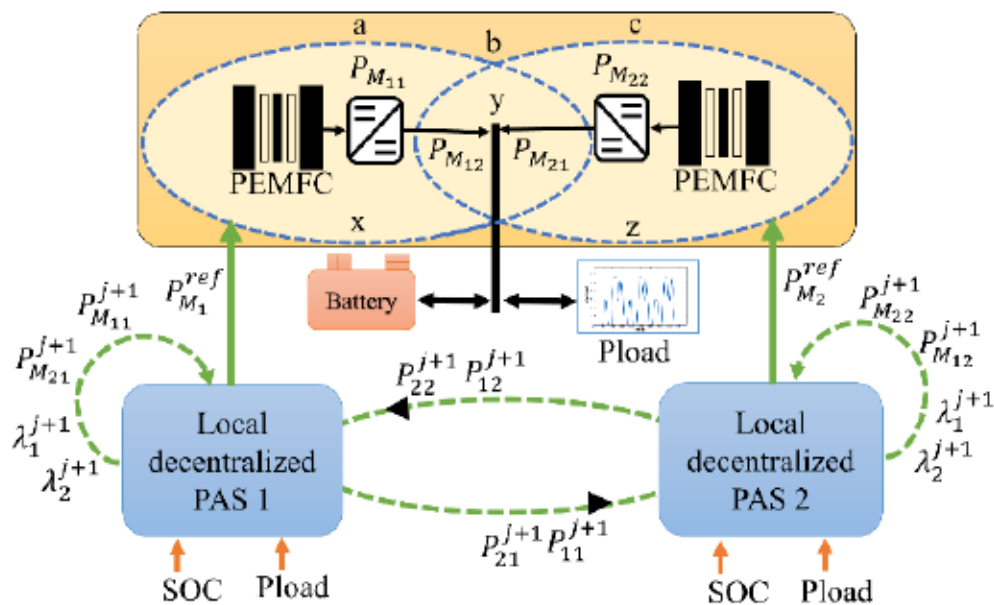 a b c
P_{M_{11}} P_{M_{22}}
y
P_{M_{12}} P_{M_{21}}
PEMFC PEMFC
x z
P_{M_1}^{ref} Battery P_{M_2}^{ref}
Pload
P_{M_{11}}^{j+1} P_{M_{22}}^{j+1}
P_{M_{21}}^{j+1} P_{M_{12}}^{j+1}
P_{22}^{j+1} P_{12}^{j+1}
λ_1^{j+1} λ_1^{j+1}
λ_2^{j+1} λ_2^{j+1}
Local
decentralized
PAS 1
Local
decentralized
PAS 2
P_{21}^{j+1} P_{11}^{j+1}
SOC Pload SOC Pload